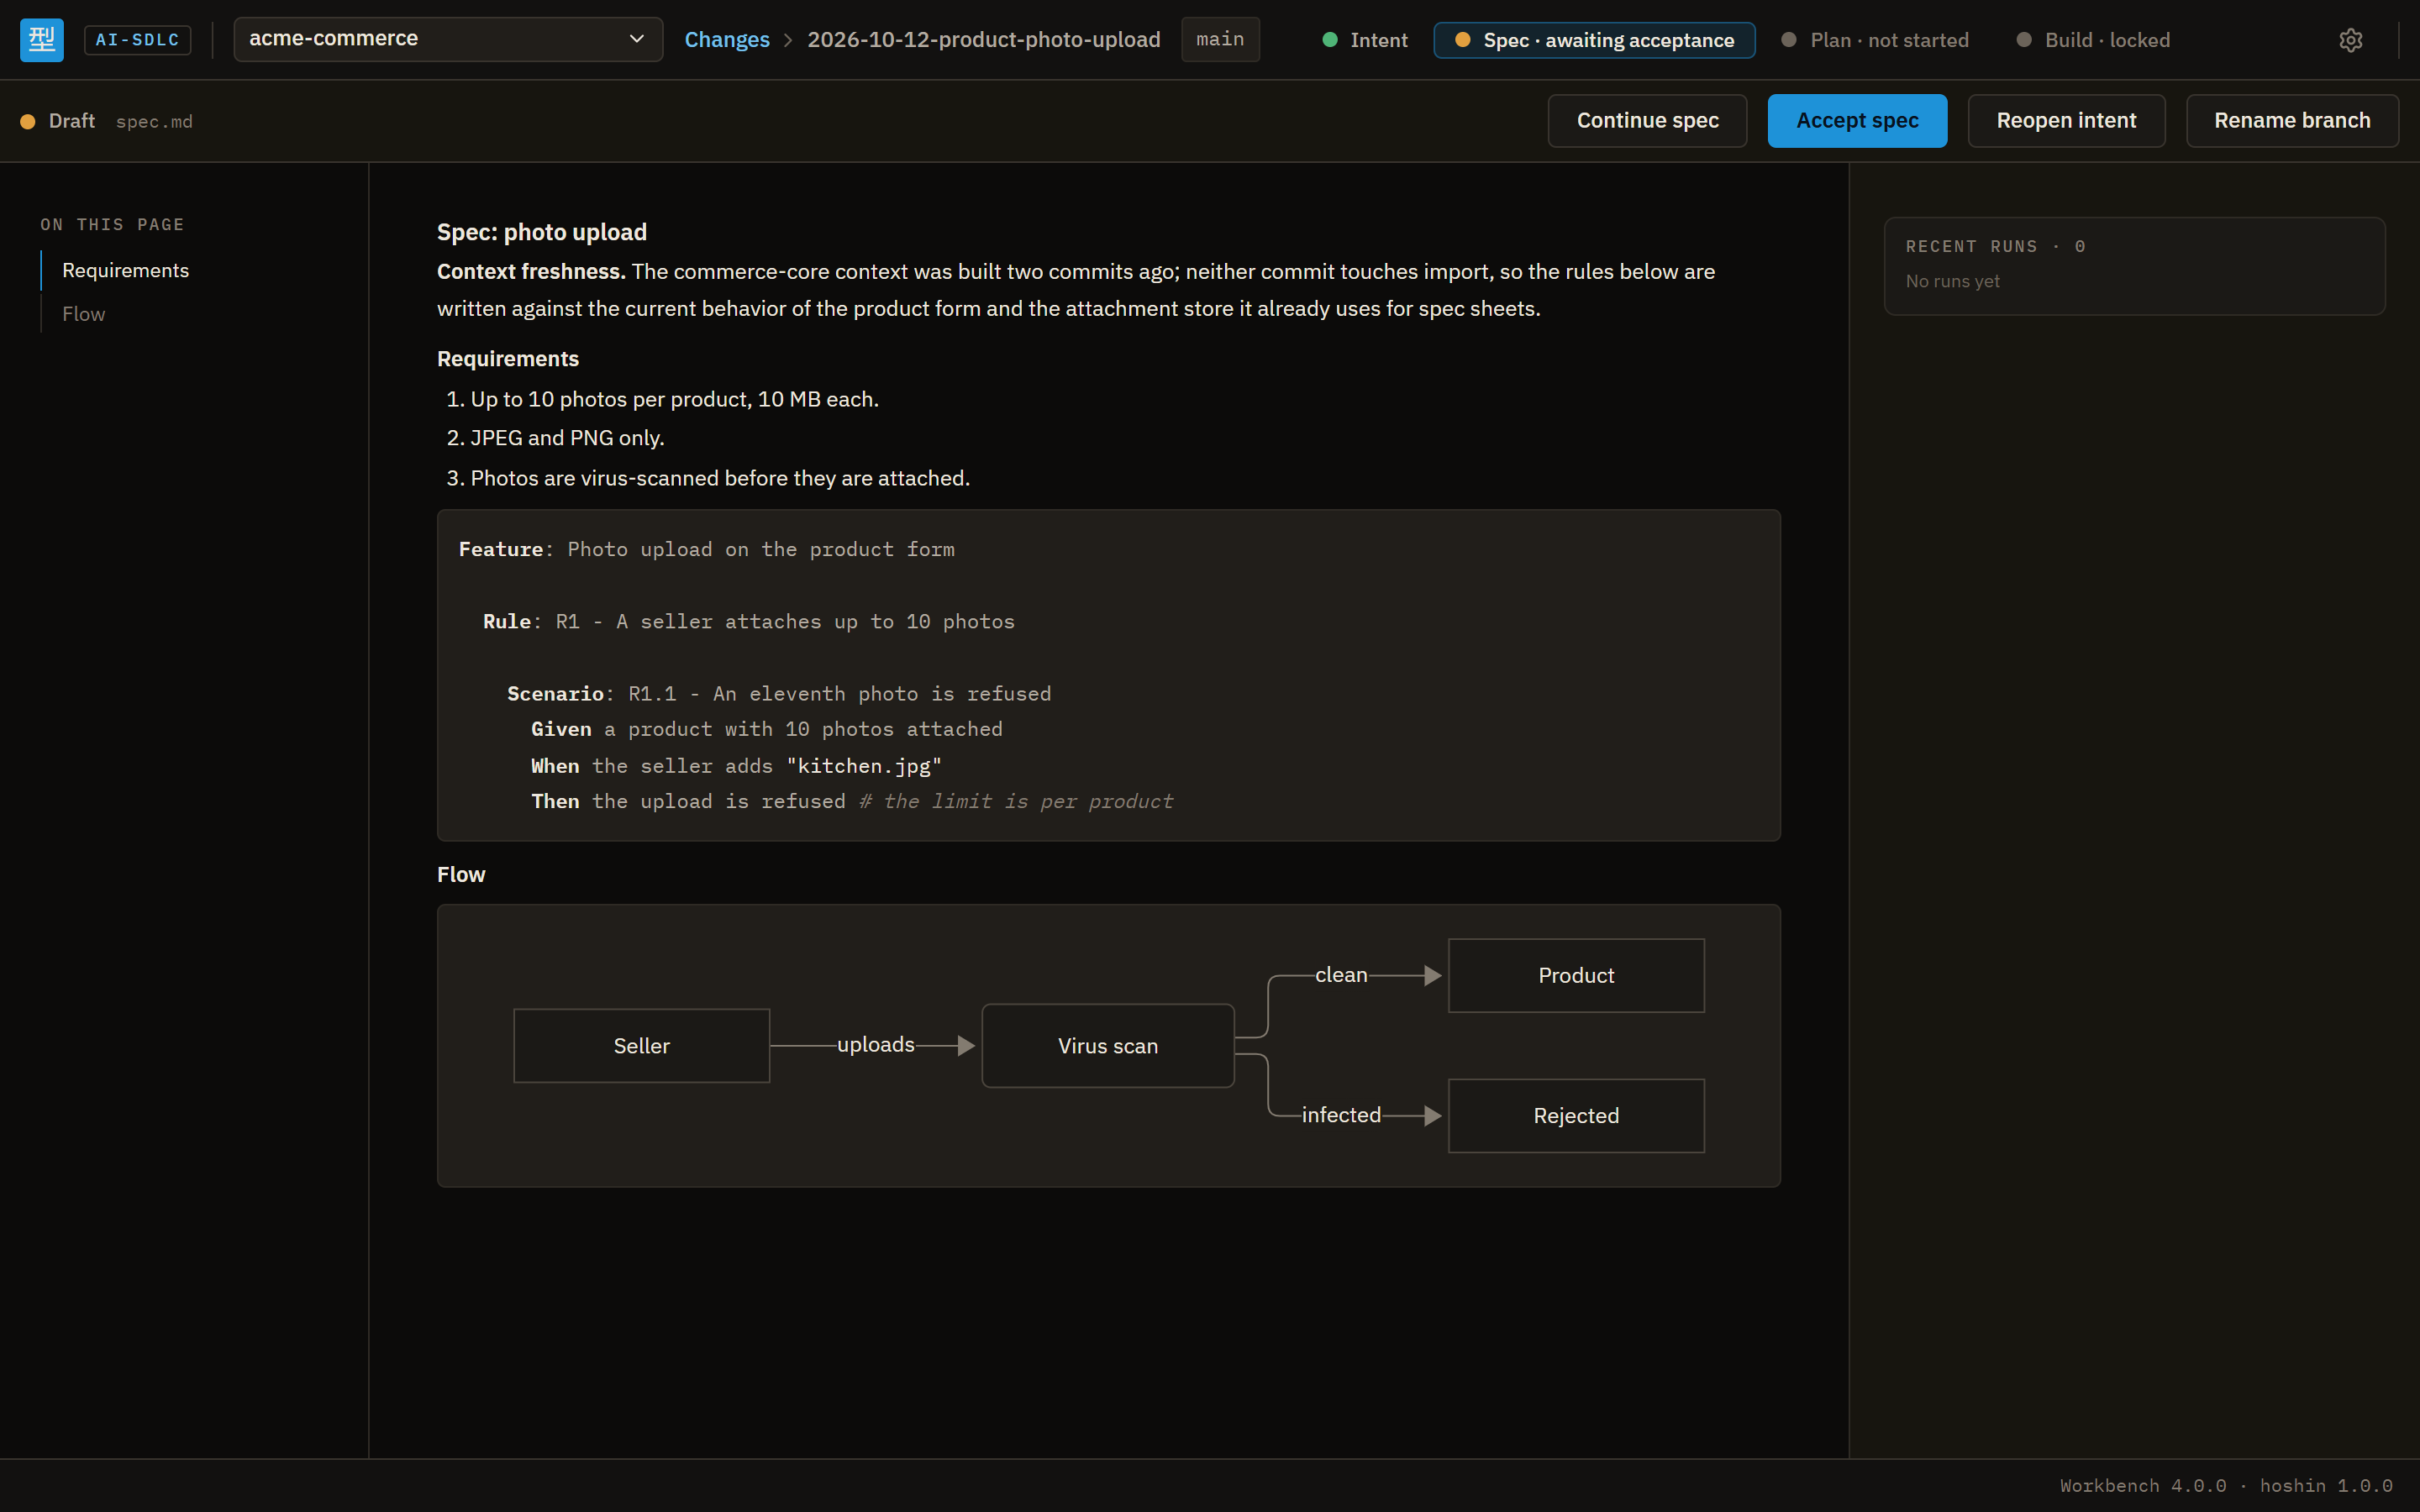 型 AI-SDLC acme-commerce Changes > 2026-10-12-product-photo-upload main Intent Spec · awaiting acceptance Plan · not started Build · locked
Draft spec.md Continue spec Accept spec Reopen intent Rename branch
ON THIS PAGE
Requirements
Flow
Spec: photo upload
Context freshness. The commerce-core context was built two commits ago; neither commit touches import, so the rules below are
written against the current behavior of the product form and the attachment store it already uses for spec sheets.
Requirements
1. Up to 10 photos per product, 10 MB each.
2. JPEG and PNG only.
3. Photos are virus-scanned before they are attached.
Feature: Photo upload on the product form
Rule: R1 - A seller attaches up to 10 photos
Scenario: R1.1 - An eleventh photo is refused
Given a product with 10 photos attached
When the seller adds "kitchen.jpg"
Then the upload is refused # the limit is per product
Flow
Seller
uploads
Virus scan
clean
Product
infected
Rejected
RECENT RUNS · 0
No runs yet
Workbench 4.0.0 · hoshin 1.0.0